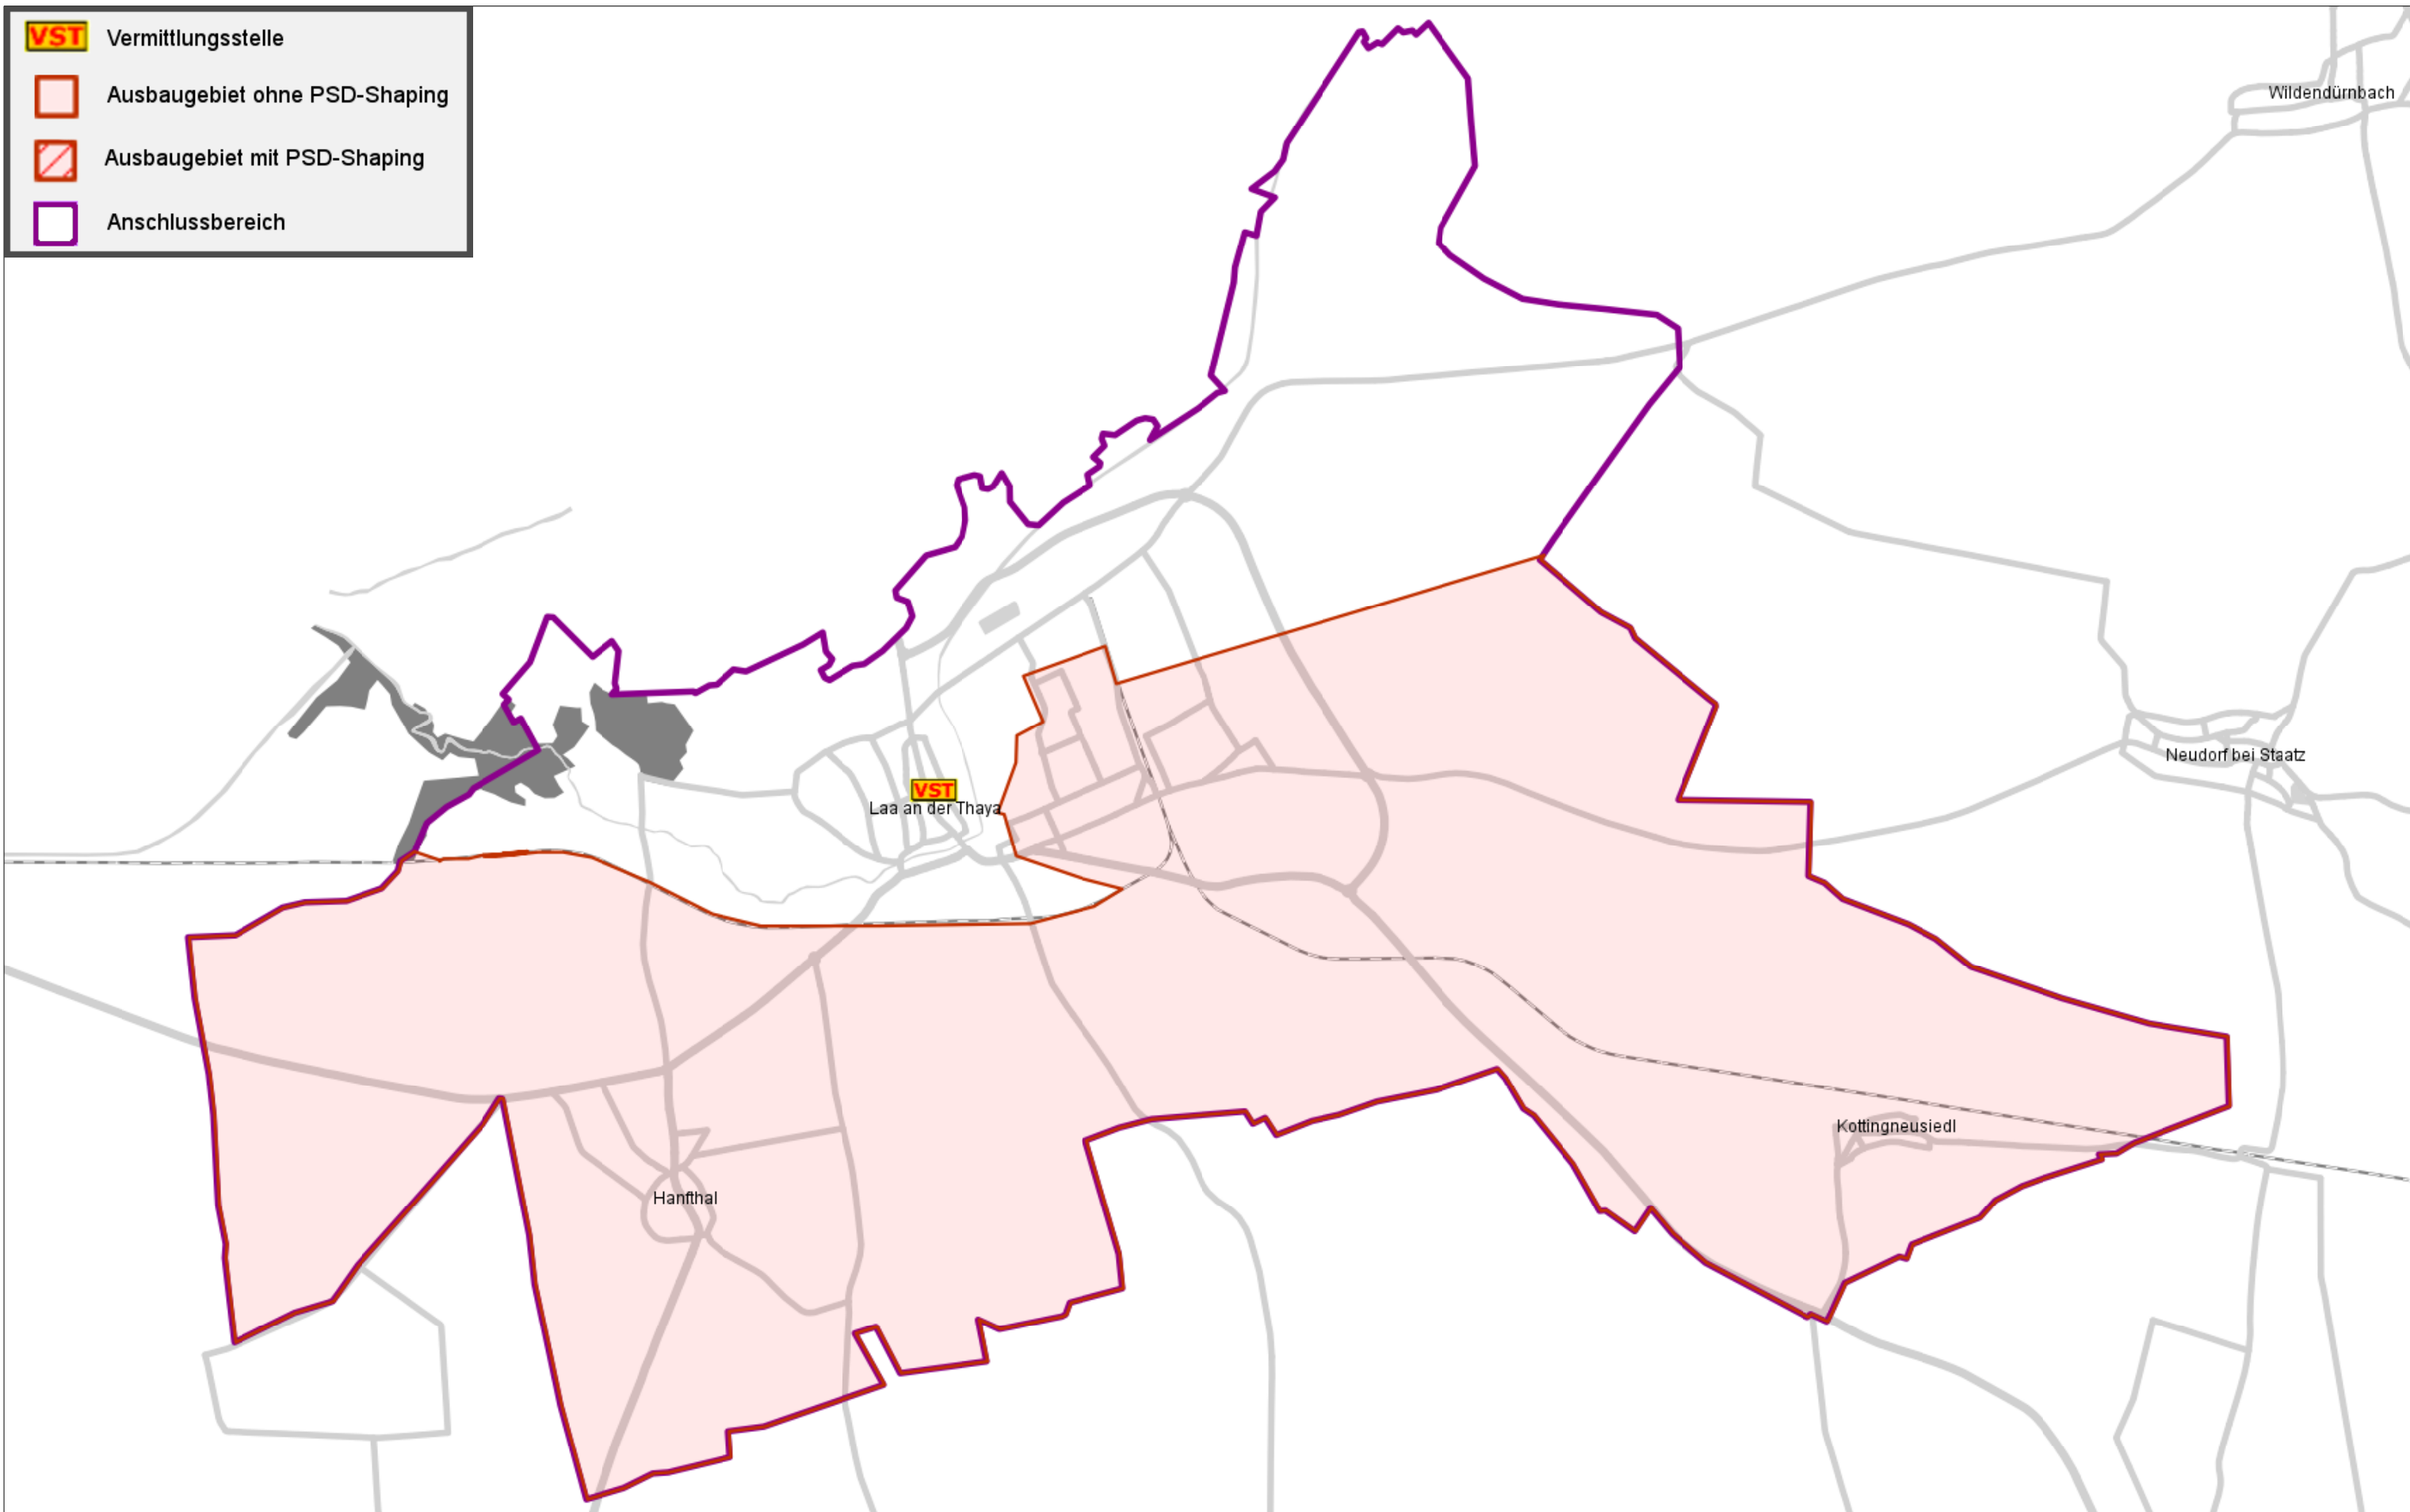 VST Vermittlungsstelle
Ausbaugebiet ohne PSD-Shaping
Ausbaugebiet mit PSD-Shaping
Anschlussbereich
Wildendürnbach
Neudorf bei Staatz
VST
Laa an der Thaya
Kottingneusiedl
Hanfthal